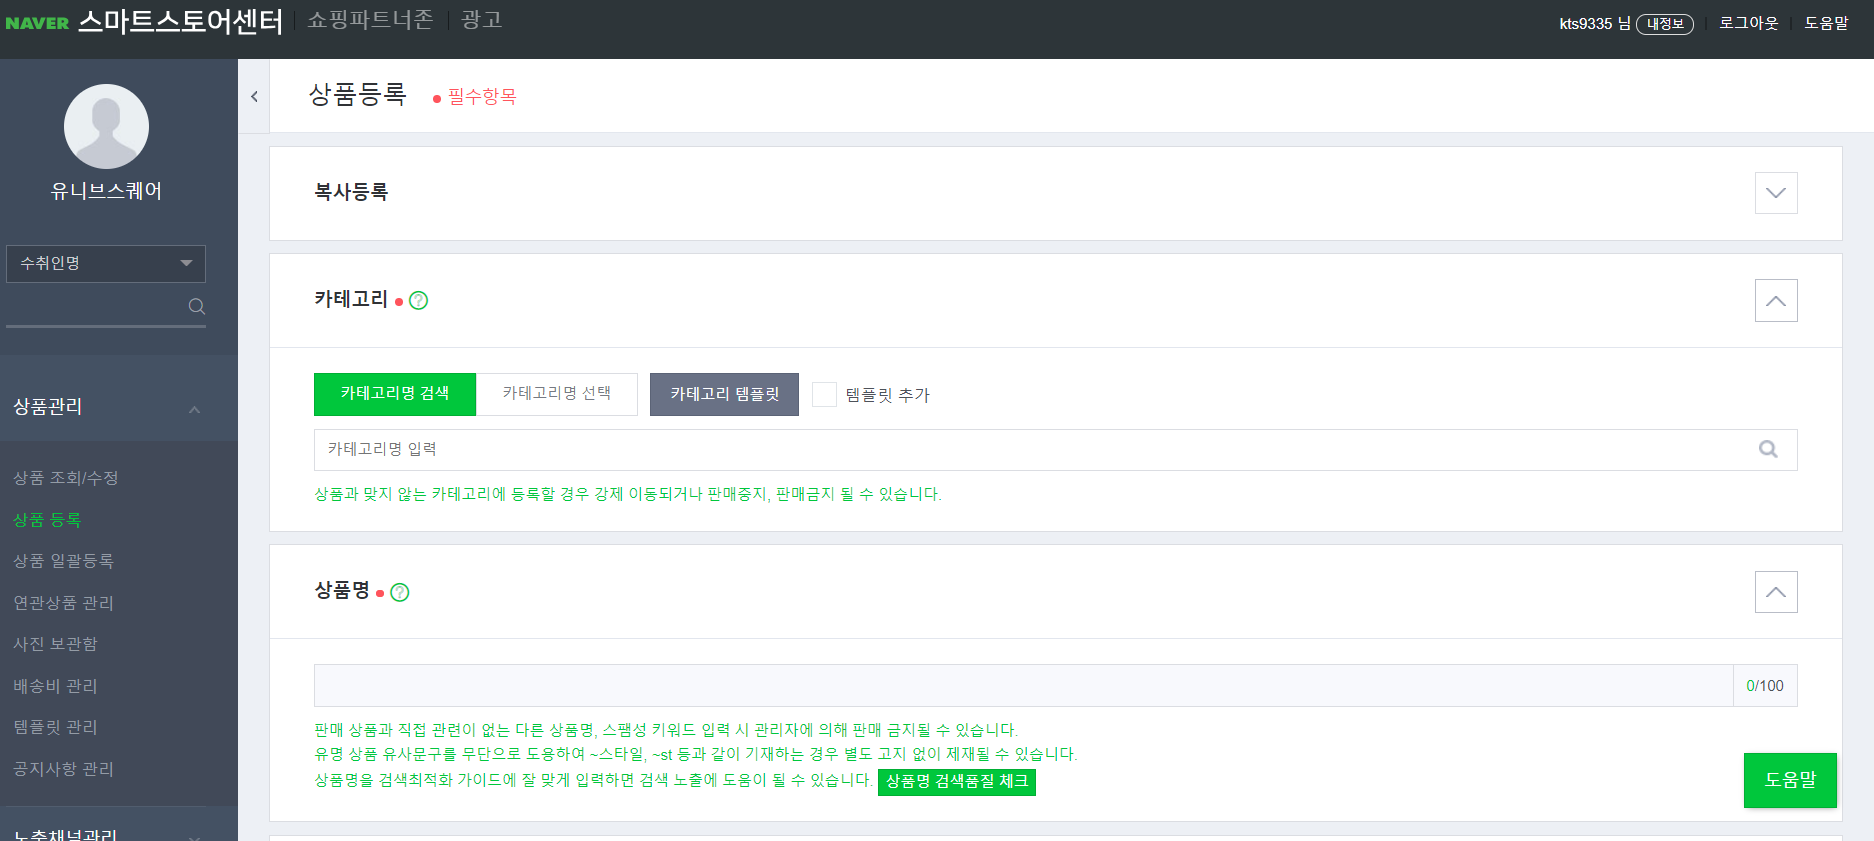 NAVER 스마트스토어센터 쇼핑파트너존 광고
kts9335 님 내정보 로그아웃 도움말
유니브스퀘어
수취인명
상품관리
상품 조회/수정
상품 등록
상품 일괄등록
연관상품 관리
사진 보관함
배송비 관리
템플릿 관리
공지사항 관리
노출채널관리
상품등록 필수항목
복사등록
카테고리
카테고리명 검색 카테고리명 선택 카테고리 템플릿 템플릿 추가
카테고리명 입력
상품과 맞지 않는 카테고리에 등록할 경우 강제 이동되거나 판매중지, 판매금지 될 수 있습니다.
상품명
0/100
판매 상품과 직접 관련이 없는 다른 상품명, 스팸성 키워드 입력 시 관리자에 의해 판매 금지될 수 있습니다.
유명 상품 유사문구를 무단으로 도용하여 ~스타일, ~st 등과 같이 기재하는 경우 별도 고지 없이 제재될 수 있습니다.
상품명을 검색최적화 가이드에 잘 맞게 입력하면 검색 노출에 도움이 될 수 있습니다. 상품명 검색품질 체크
도움말